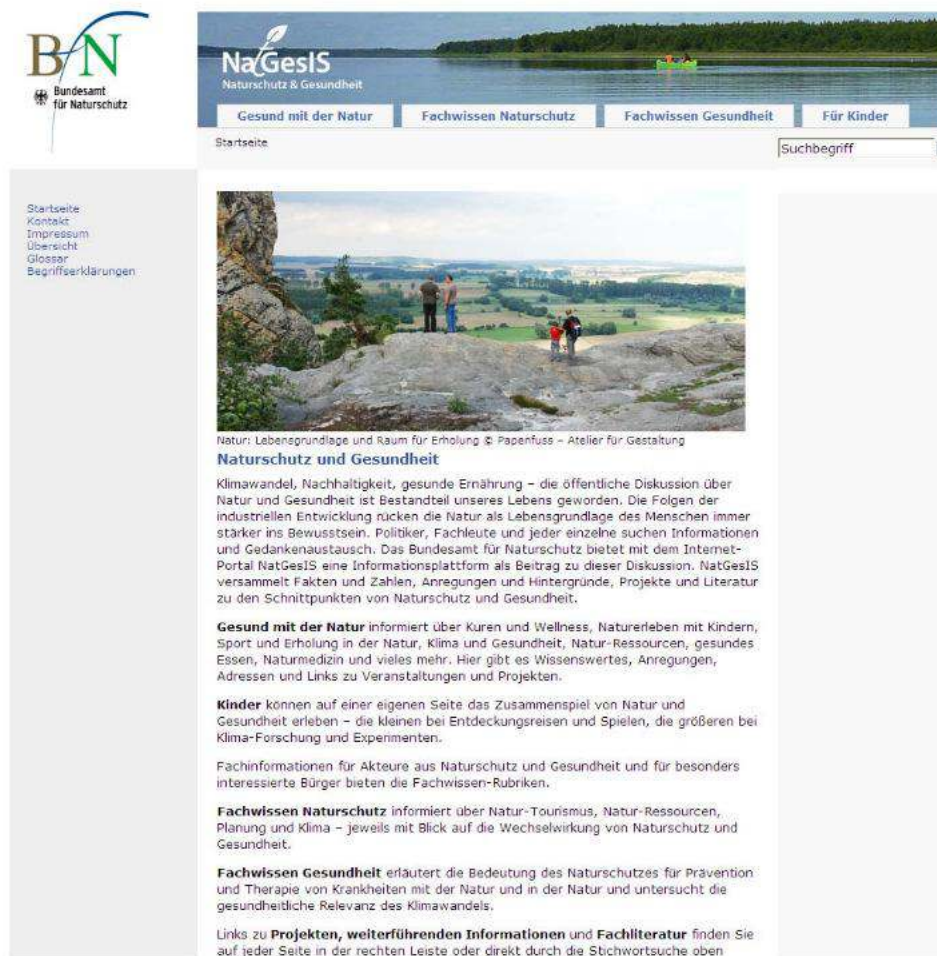 BfN
Bundesamt
für Naturschutz
NatGesIS
Naturschutz & Gesundheit
Gesund mit der Natur
Fachwissen Naturschutz
Fachwissen Gesundheit
Für Kinder
Startseite
Suchbegriff
Startseite
Kontakt
Impressum
Übersicht
Glossar
Begriffserklärungen
Natur: Lebensgrundlage und Raum für Erholung © Papenfuss – Atelier für Gestaltung
Naturschutz und Gesundheit
Klimawandel, Nachhaltigkeit, gesunde Ernährung – die öffentliche Diskussion über
Natur und Gesundheit ist Bestandteil unseres Lebens geworden. Die Folgen der
industriellen Entwicklung rücken die Natur als Lebensgrundlage des Menschen immer
stärker ins Bewusstsein. Politiker, Fachleute und jeder einzelne suchen Informationen
und Gedankenaustausch. Das Bundesamt für Naturschutz bietet mit dem Internet-
Portal NatGesIS eine Informationsplattform als Beitrag zu dieser Diskussion. NatGesIS
versammelt Fakten und Zahlen, Anregungen und Hintergründe, Projekte und Literatur
zu den Schnittpunkten von Naturschutz und Gesundheit.
Gesund mit der Natur informiert über Kuren und Wellness, Naturerleben mit Kindern,
Sport und Erholung in der Natur, Klima und Gesundheit, Natur-Ressourcen, gesundes
Essen, Naturmedizin und vieles mehr. Hier gibt es Wissenswertes, Anregungen,
Adressen und Links zu Veranstaltungen und Projekten.
Kinder können auf einer eigenen Seite das Zusammenspiel von Natur und
Gesundheit erleben – die kleinen bei Entdeckungsreisen und Spielen, die größeren bei
Klima-Forschung und Experimenten.
Fachinformationen für Akteure aus Naturschutz und Gesundheit und für besonders
interessierte Bürger bieten die Fachwissen-Rubriken.
Fachwissen Naturschutz informiert über Natur-Tourismus, Natur-Ressourcen,
Planung und Klima – jeweils mit Blick auf die Wechselwirkung von Naturschutz und
Gesundheit.
Fachwissen Gesundheit erläutert die Bedeutung des Naturschutzes für Prävention
und Therapie von Krankheiten mit der Natur und in der Natur und untersucht die
gesundheitliche Relevanz des Klimawandels.
Links zu Projekten, weiterführenden Informationen und Fachliteratur finden Sie
auf jeder Seite in der rechten Leiste oder direkt durch die Stichwortsuche oben